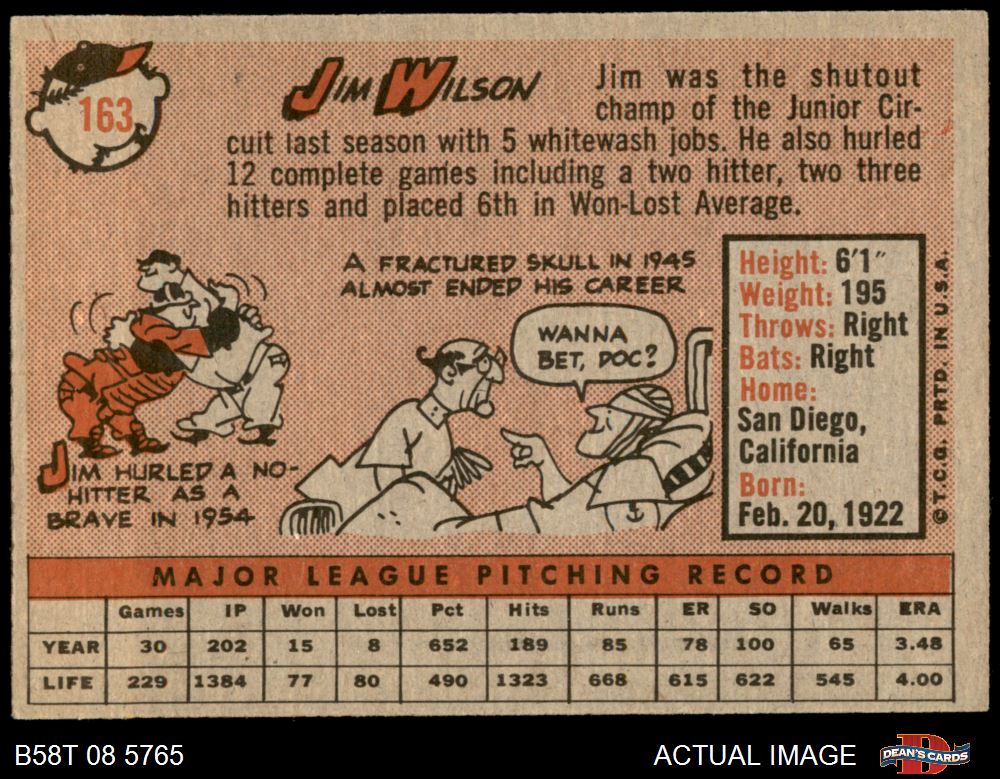 163
JIM WILSON
Jim was the shutout
champ of the Junior Cir-
cuit last season with 5 whitewash jobs. He also hurled
12 complete games including a two hitter, two three
hitters and placed 6th in Won-Lost Average.
A FRACTURED SKULL IN 1945
ALMOST ENDED HIS CAREER
WANNA
BET, DOC?
JIM HURLED A NO-
HITTER AS A
BRAVE IN 1954
Height: 6'1"
Weight: 195
Throws: Right
Bats: Right
Home:
San Diego,
California
Born:
Feb. 20, 1922
© T.C.G. PRTD. IN U.S.A.
MAJOR LEAGUE PITCHING RECORD
Games IP Won Lost Pct Hits Runs ER SO Walks ERA
YEAR 30 202 15 8 652 189 85 78 100 65 3.48
LIFE 229 1384 77 80 490 1323 668 615 622 545 4.00
B58T 08 5765 ACTUAL IMAGE DEAN'S CARDS